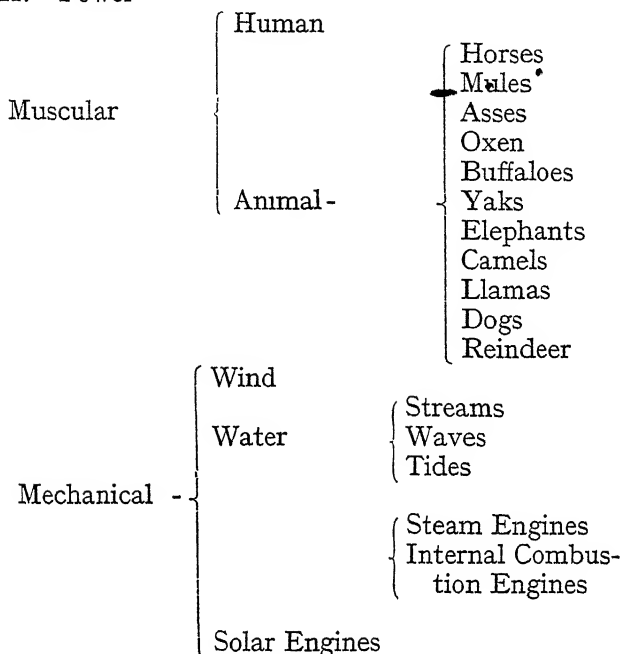 Power
Human
Horses
Mules
Muscular
Asses
Oxen
Buffaloes
Animal - Yaks
Elephants
Camels
Llamas
Dogs
Reindeer
Wind
Streams
Water Waves
Tides
Mechanical -
Steam Engines
Internal Combus-
tion Engines
Solar Engines